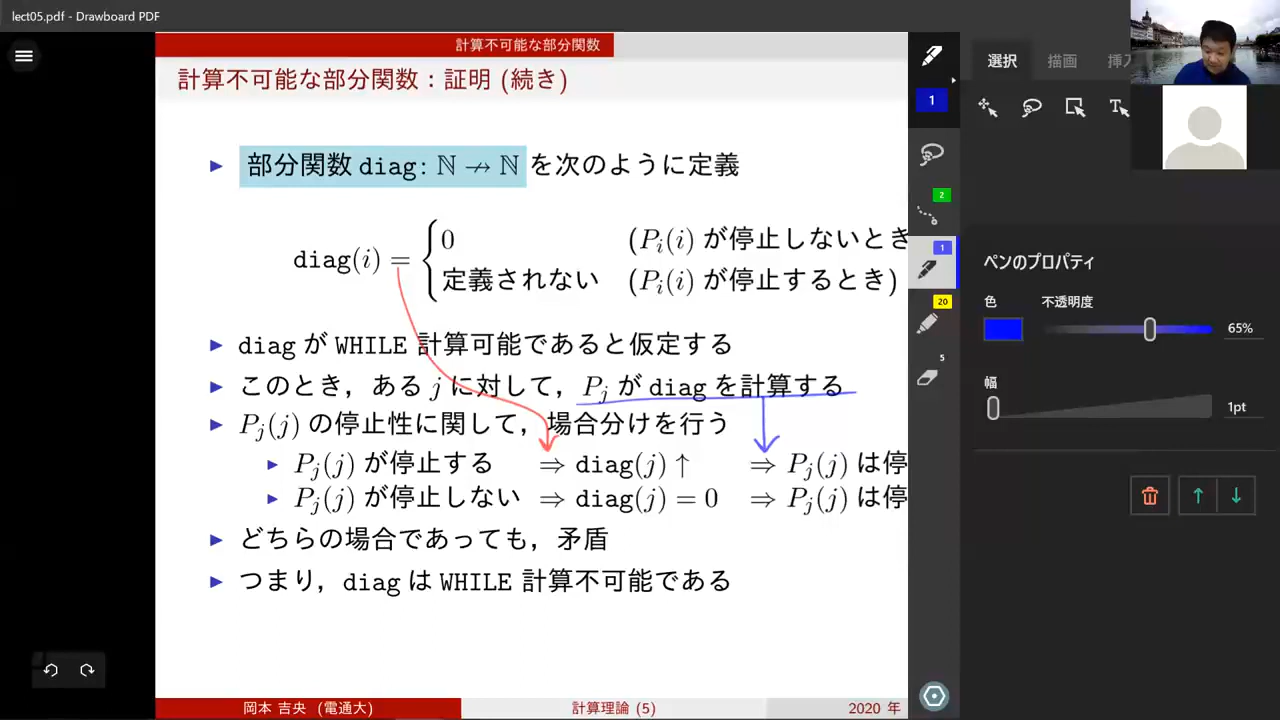 lect05.pdf - Drawboard PDF
計算不可能な部分関数
計算不可能な部分関数：証明 (続き)
▶ 部分関数 diag: ℕ ⇸ ℕ を次のように定義
diag(i) = { 0 (P_i(i) が停止しないとき
定義されない (P_i(i) が停止するとき)
▶ diag が WHILE 計算可能であると仮定する
▶ このとき，ある j に対して，P_j が diag を計算する
▶ P_j(j) の停止性に関して，場合分けを行う
▶ P_j(j) が停止する ⇒ diag(j) ↑ ⇒ P_j(j) は停
▶ P_j(j) が停止しない ⇒ diag(j) = 0 ⇒ P_j(j) は停
▶ どちらの場合であっても，矛盾
▶ つまり，diag は WHILE 計算不可能である
岡本 吉央 (電通大) 計算理論 (5) 2020 年
1
2
1
20
5
選択 描画 挿
ペンのプロパティ
色 不透明度
65%
幅
1pt